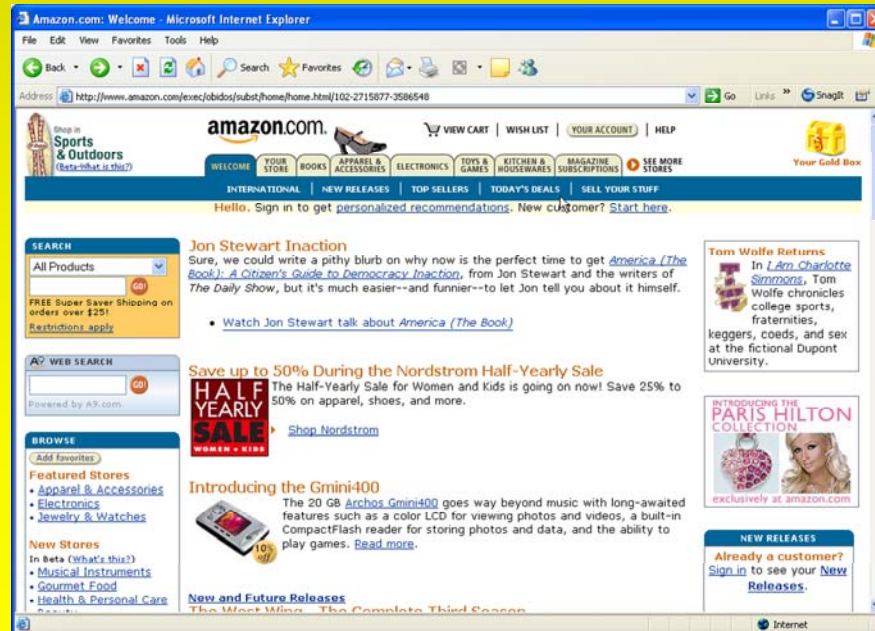 Amazon.com: Welcome - Microsoft Internet Explorer
File Edit View Favorites Tools Help
Back Search Favorites
Address http://www.amazon.com/exec/obidos/subst/home/home.html/102-2715877-3586548 Go Links » SnagIt
Shop in
Sports
& Outdoors
(Beta-What is this?)
amazon.com.
VIEW CART | WISH LIST | YOUR ACCOUNT | HELP
Your Gold Box
WELCOME
YOUR STORE
BOOKS
APPAREL & ACCESSORIES
ELECTRONICS
TOYS & GAMES
KITCHEN & HOUSEWARES
MAGAZINE SUBSCRIPTIONS
SEE MORE STORES
INTERNATIONAL | NEW RELEASES | TOP SELLERS | TODAY'S DEALS | SELL YOUR STUFF
Hello. Sign in to get personalized recommendations. New customer? Start here.
SEARCH
All Products
GO!
FREE Super Saver Shipping on
orders over $25!
Restrictions apply
A9 WEB SEARCH
GO!
Powered by A9.com
BROWSE
Add favorites
Featured Stores
• Apparel & Accessories
• Electronics
• Jewelry & Watches
New Stores
In Beta (What's this?)
• Musical Instruments
• Gourmet Food
• Health & Personal Care
Jon Stewart Inaction
Sure, we could write a pithy blurb on why now is the perfect time to get America (The
Book): A Citizen's Guide to Democracy Inaction, from Jon Stewart and the writers of
The Daily Show, but it's much easier--and funnier--to let Jon tell you about it himself.
• Watch Jon Stewart talk about America (The Book)
Save up to 50% During the Nordstrom Half-Yearly Sale
HALF
YEARLY
SALE
WOMEN + KIDS
The Half-Yearly Sale for Women and Kids is going on now! Save 25% to
50% on apparel, shoes, and more.
Shop Nordstrom
Introducing the Gmini400
10%
off
The 20 GB Archos Gmini400 goes way beyond music with long-awaited
features such as a color LCD for viewing photos and videos, a built-in
CompactFlash reader for storing photos and data, and the ability to
play games. Read more.
New and Future Releases
The West Wing - The Complete Third Season
Tom Wolfe Returns
In I Am Charlotte
Simmons, Tom
Wolfe chronicles
college sports,
fraternities,
keggers, coeds, and sex
at the fictional Dupont
University.
INTRODUCING THE
PARIS HILTON
COLLECTION
exclusively at amazon.com
NEW RELEASES
Already a customer?
Sign in to see your New
Releases.
Internet